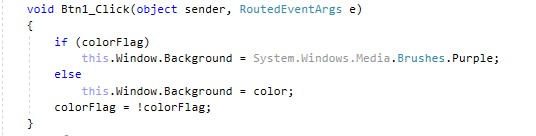 void Btn1_Click(object sender, RoutedEventArgs e)
{
if (colorFlag)
this.Window.Background = System.Windows.Media.Brushes.Purple;
else
this.Window.Background = color;
colorFlag = !colorFlag;
}